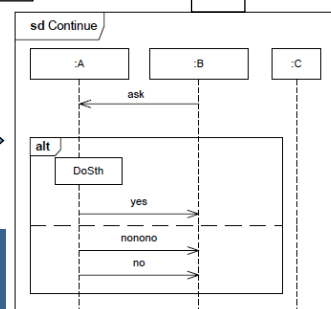 sd Continue
:A
:B
:C
ask
alt
DoSth
yes
nonono
no